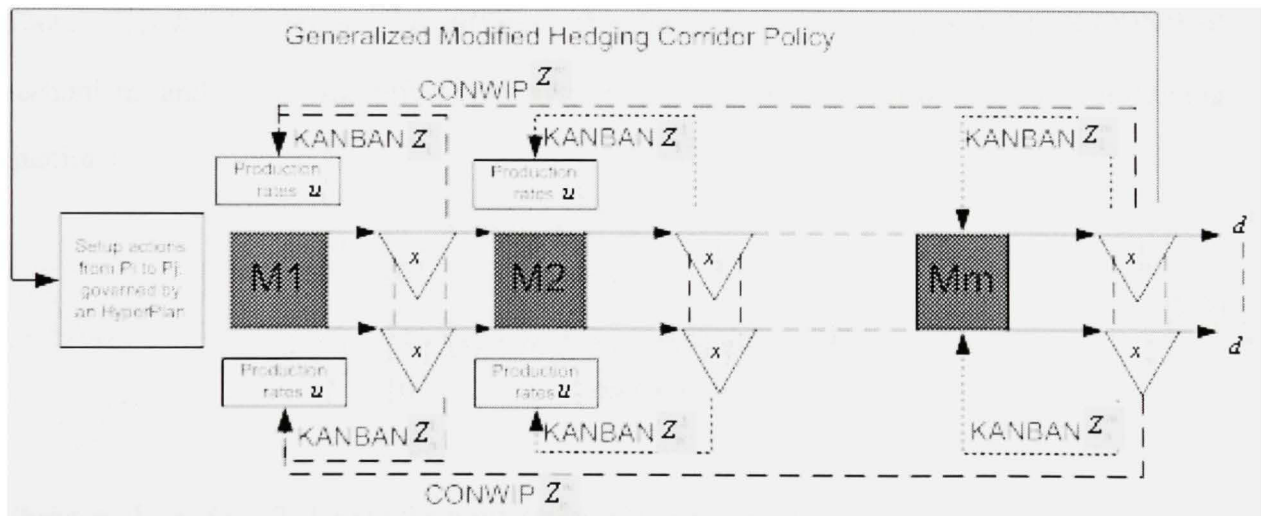 Generalized Modified Hedging Corridor Policy
CONWIP Z
KANBAN Z
KANBAN Z
KANBAN Z
Production
rates u
Production
rates u
Setup actions
from Pi to Pj:
governed by
an HyperPlan
M1
x
M2
x
Mm
x
d
x
x
x
d
Production
rates u
Production
rates u
KANBAN Z
KANBAN Z
KANBAN Z
CONWIP Z